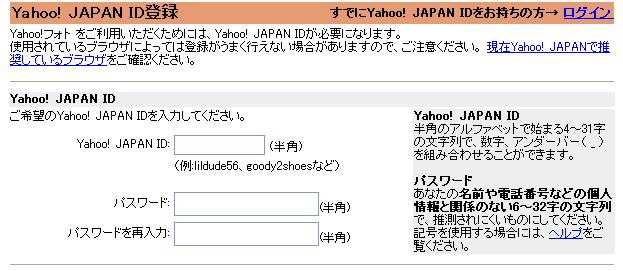 Yahoo! JAPAN ID登録 すでにYahoo! JAPAN IDをお持ちの方→ ログイン
Yahoo!フォト をご利用いただくためには、Yahoo! JAPAN IDが必要になります。
使用されているブラウザによっては登録がうまく行えない場合がありますので、ご注意ください。 現在Yahoo! JAPANで推
奨しているブラウザをご確認ください。
Yahoo! JAPAN ID
ご希望のYahoo! JAPAN IDを入力してください。
Yahoo! JAPAN ID: (半角)
(例:lildude56、goody2shoesなど)
パスワード: (半角)
パスワードを再入力: (半角)
Yahoo! JAPAN ID
半角のアルファベットで始まる4～31字
の文字列で、数字、アンダーバー( _ )
を組み合わせることができます。
パスワード
あなたの名前や電話番号などの個人
情報と関係のない6～32字の文字列
で、推測されにくいものにしてください。
記号を使用する場合には、ヘルプをご
覧ください。